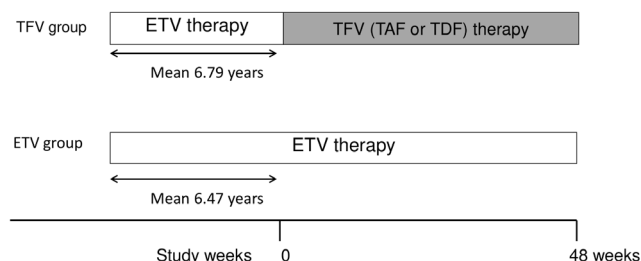 TFV group
ETV therapy
TFV (TAF or TDF) therapy
Mean 6.79 years
ETV group
ETV therapy
Mean 6.47 years
Study weeks 0 48 weeks